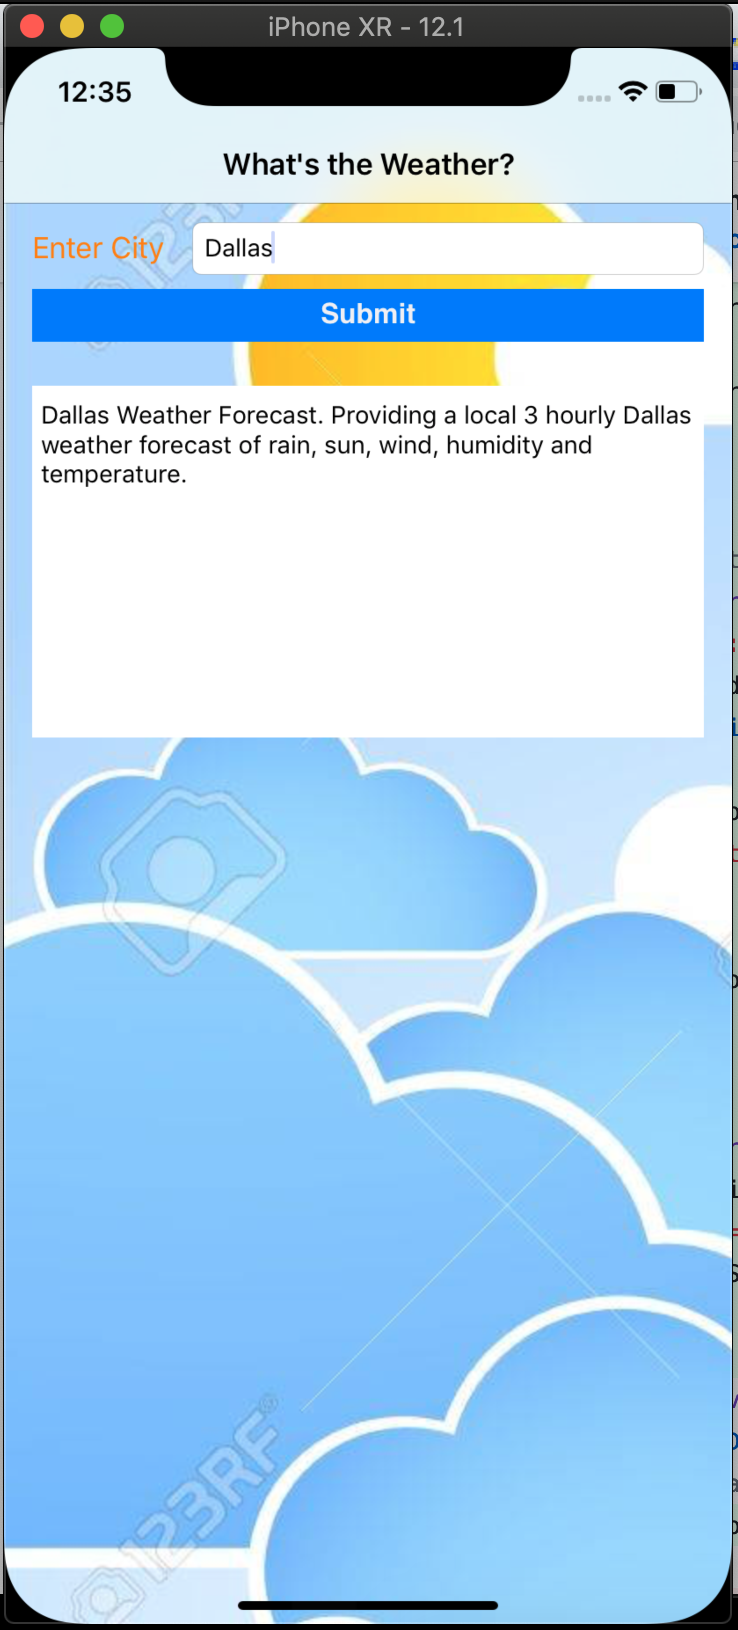 iPhone XR - 12.1
12:35
What's the Weather?
Enter City Dallas
Submit
Dallas Weather Forecast. Providing a local 3 hourly Dallas
weather forecast of rain, sun, wind, humidity and
temperature.
123RF®